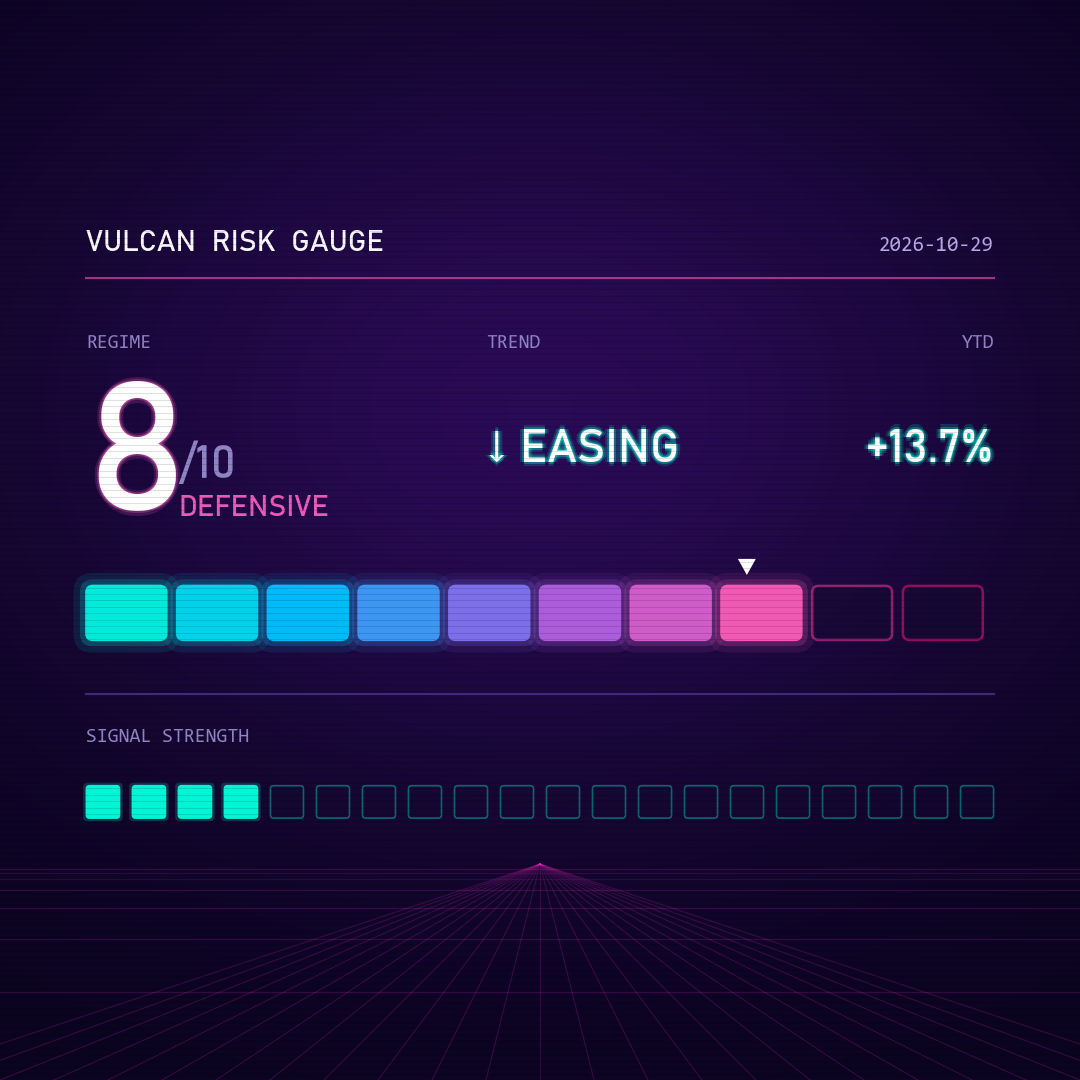 VULCAN RISK GAUGE 2026-10-29
REGIME TREND YTD
8/10 ↓ EASING +13.7%
DEFENSIVE
SIGNAL STRENGTH